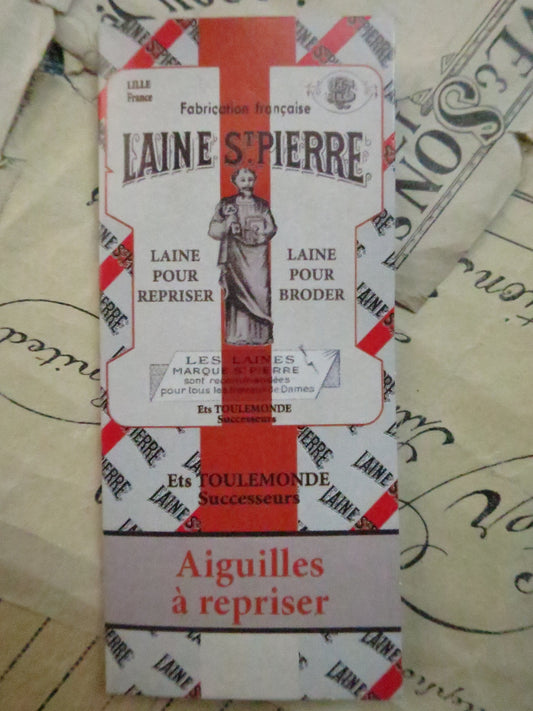 LILLE
France
Fabrication française
LAINE ST. PIERRE
LAINE
POUR
REPRISER
LAINE
POUR
BRODER
LES LAINES
MARQUE ST PIERRE
sont recommandées
pour tous les travaux de Dames
Ets TOULEMONDE
Successeurs
Ets TOULEMONDE
Successeurs
Aiguilles
à repriser
& SONS